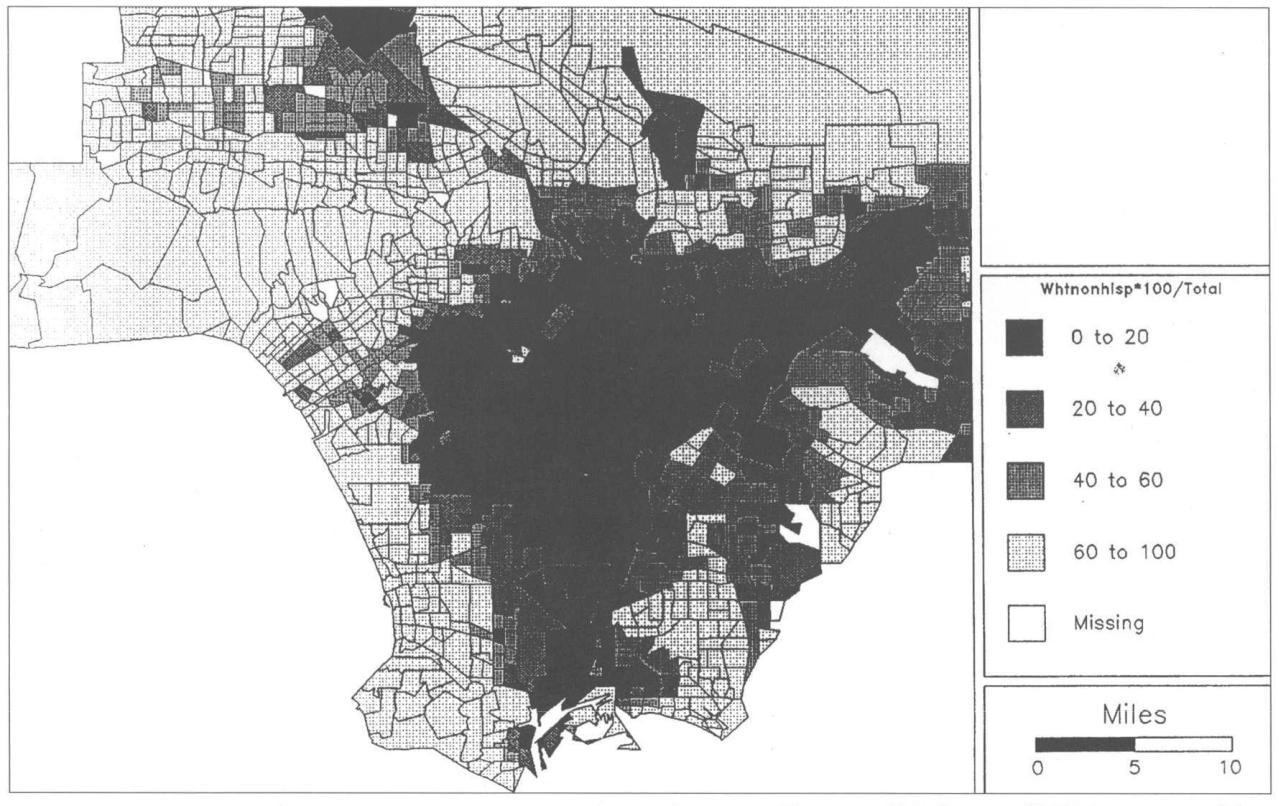 Whtnonhisp*100/Total
0 to 20
20 to 40
40 to 60
60 to 100
Missing
Miles
0 5 10